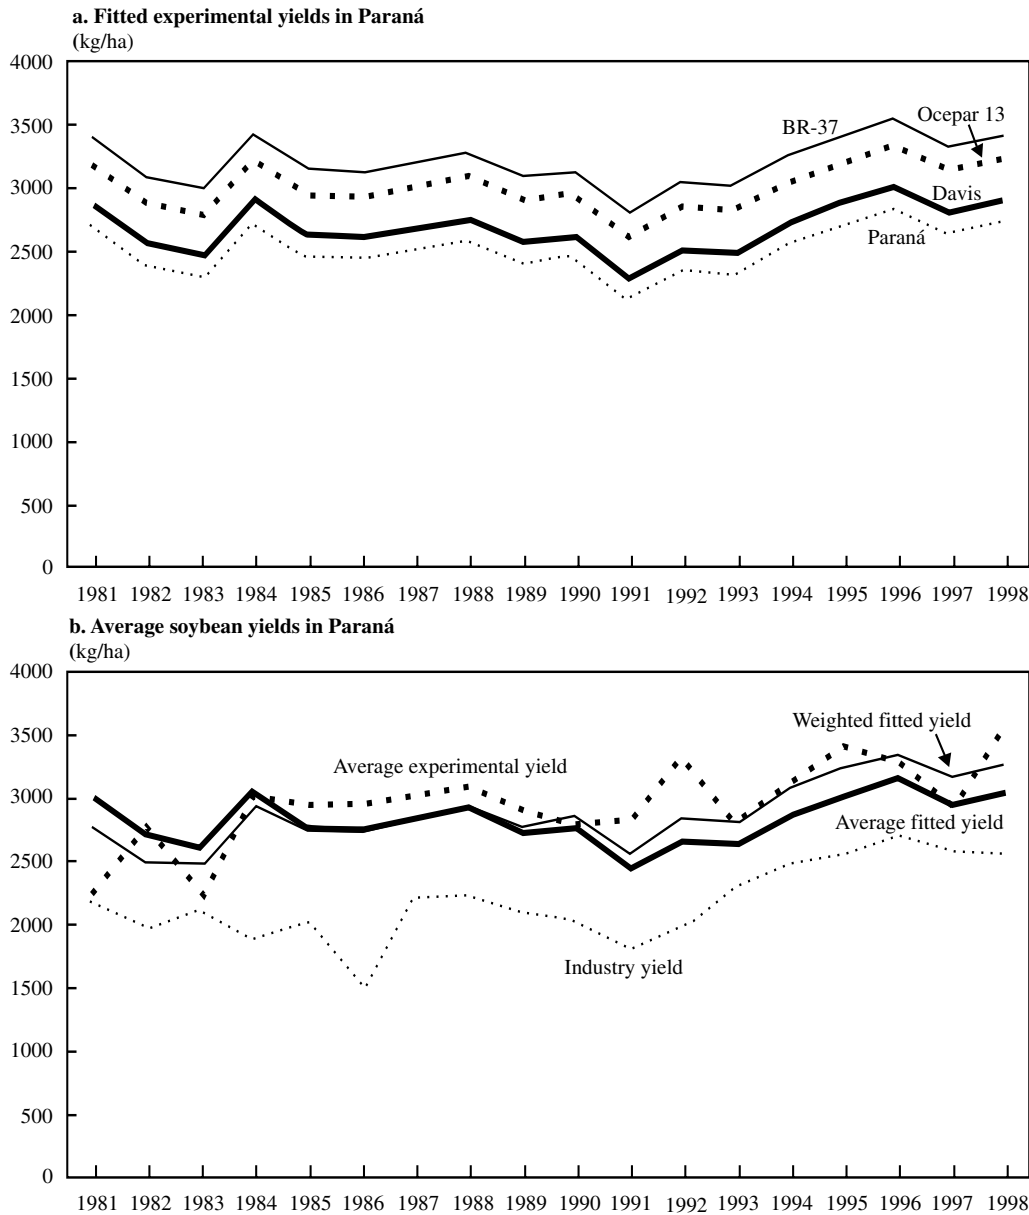 a. Fitted experimental yields in Paraná
(kg/ha)
4000
3500
3000
2500
2000
1500
1000
500
0
BR-37
Ocepar 13
Davis
Paraná
1981 1982 1983 1984 1985 1986 1987 1988 1989 1990 1991 1992 1993 1994 1995 1996 1997 1998
b. Average soybean yields in Paraná
(kg/ha)
4000
3500
3000
2500
2000
1500
1000
500
0
Weighted fitted yield
Average experimental yield
Average fitted yield
Industry yield
1981 1982 1983 1984 1985 1986 1987 1988 1989 1990 1991 1992 1993 1994 1995 1996 1997 1998